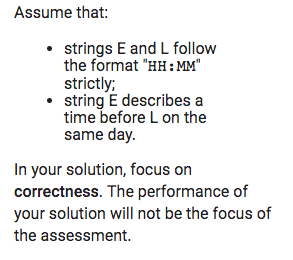 Assume that:
• strings E and L follow
the format "HH:MM"
strictly;
• string E describes a
time before L on the
same day.
In your solution, focus on
correctness. The performance of
your solution will not be the focus of
the assessment.